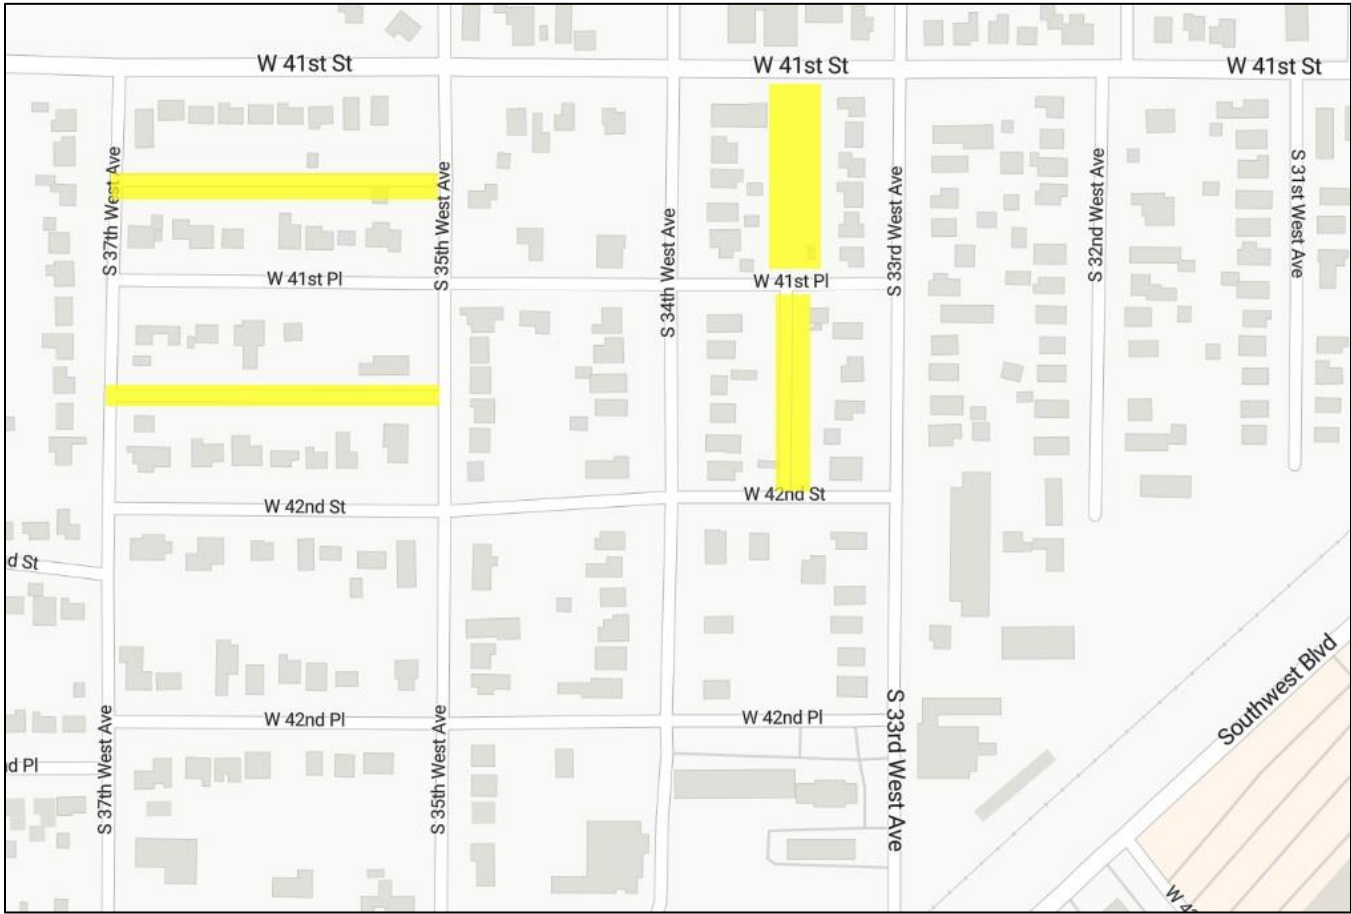 W 41st St
W 41st St
W 41st St
S 37th West Ave
S 35th West Ave
S 34th West Ave
S 33rd West Ave
S 32nd West Ave
S 31st West Ave
W 41st Pl
W 41st Pl
W 42nd St
W 42nd St
d St
W 42nd Pl
W 42nd Pl
d Pl
S 37th West Ave
S 35th West Ave
S 33rd West Ave
Southwest Blvd